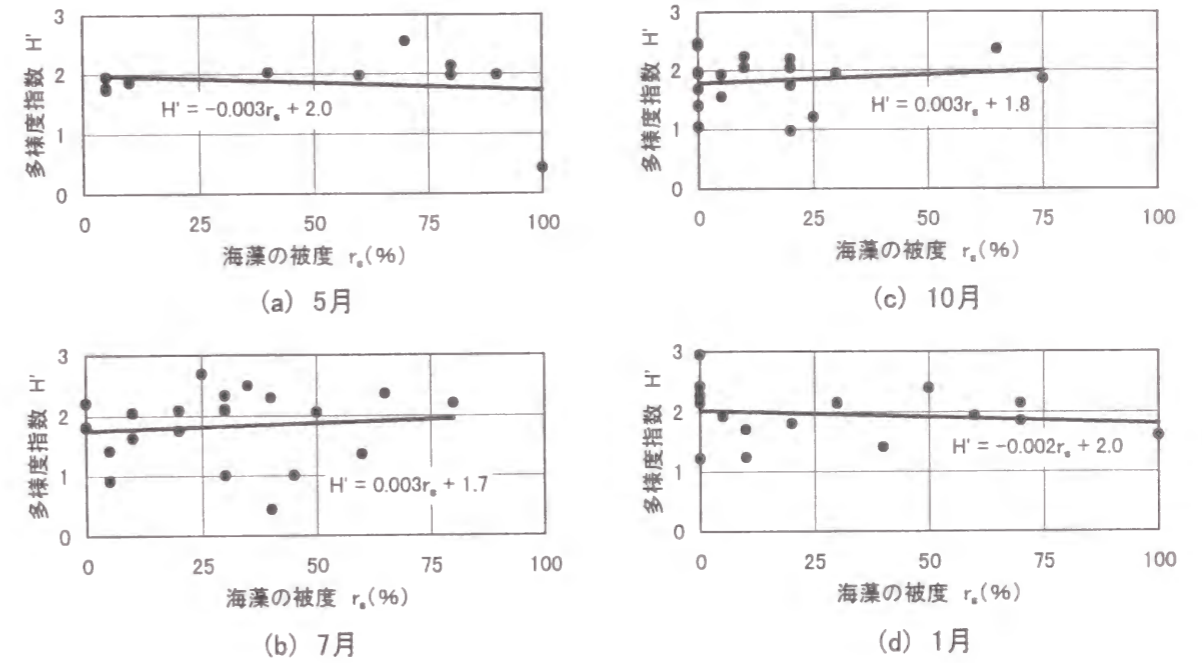 3
2
1
0
多様度指数 H'
H' = −0.003rs + 2.0
0 25 50 75 100
海藻の被度 rs(%)
(a) 5月
3
2
1
0
多様度指数 H'
H' = 0.003rs + 1.7
0 25 50 75 100
海藻の被度 rs(%)
(b) 7月
3
2
1
0
多様度指数 H'
H' = 0.003rs + 1.8
0 25 50 75 100
海藻の被度 rs(%)
(c) 10月
3
2
1
0
多様度指数 H'
H' = −0.002rs + 2.0
0 25 50 75 100
海藻の被度 rs(%)
(d) 1月